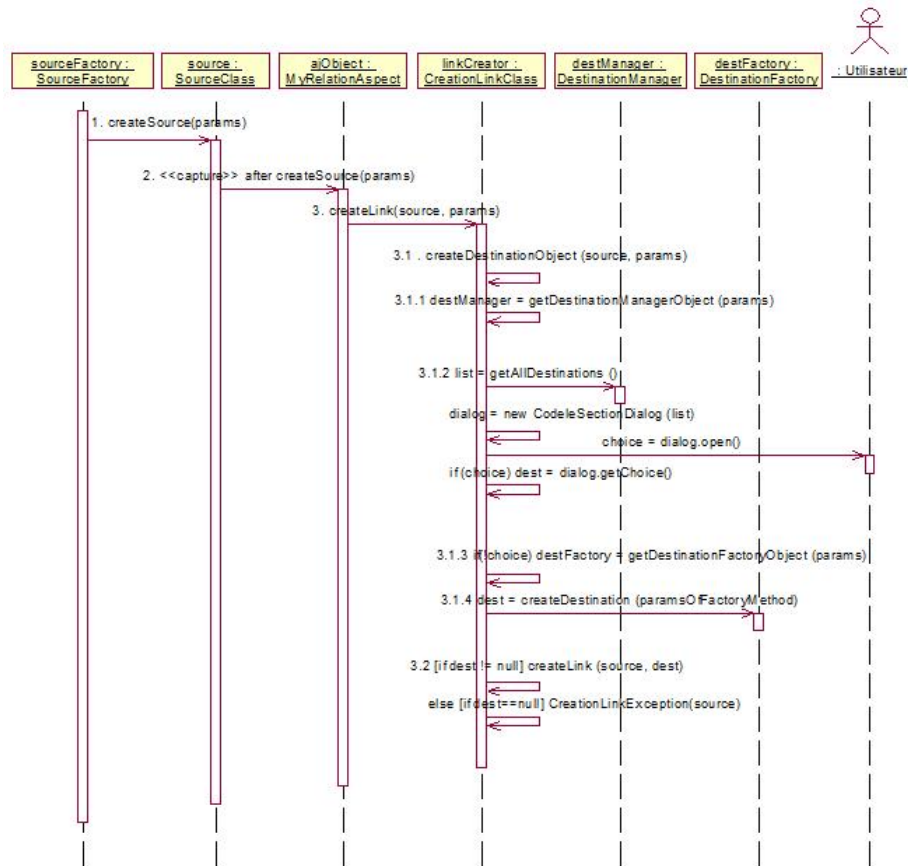 sourceFactory :
SourceFactory
source :
SourceClass
ajObject :
MyRelationAspect
linkCreator :
CreationLinkClass
destManager :
DestinationManager
destFactory :
DestinationFactory
: Utilisateur
1. createSource(params)
2. <<capture>> after createSource(params)
3. createLink(source, params)
3.1 . createDestinationObject (source, params)
3.1.1 destManager = getDestinationManagerObject (params)
3.1.2 list = getAllDestinations ()
dialog = new CodeleSectionDialog (list)
choice = dialog.open()
if(choice) dest = dialog.getChoice()
3.1.3 if(!choice) destFactory = getDestinationFactoryObject (params)
3.1.4 dest = createDestination (paramsOfFactoryMethod)
3.2 [if dest != null] createLink (source, dest)
else [if dest==null] CreationLinkException(source)